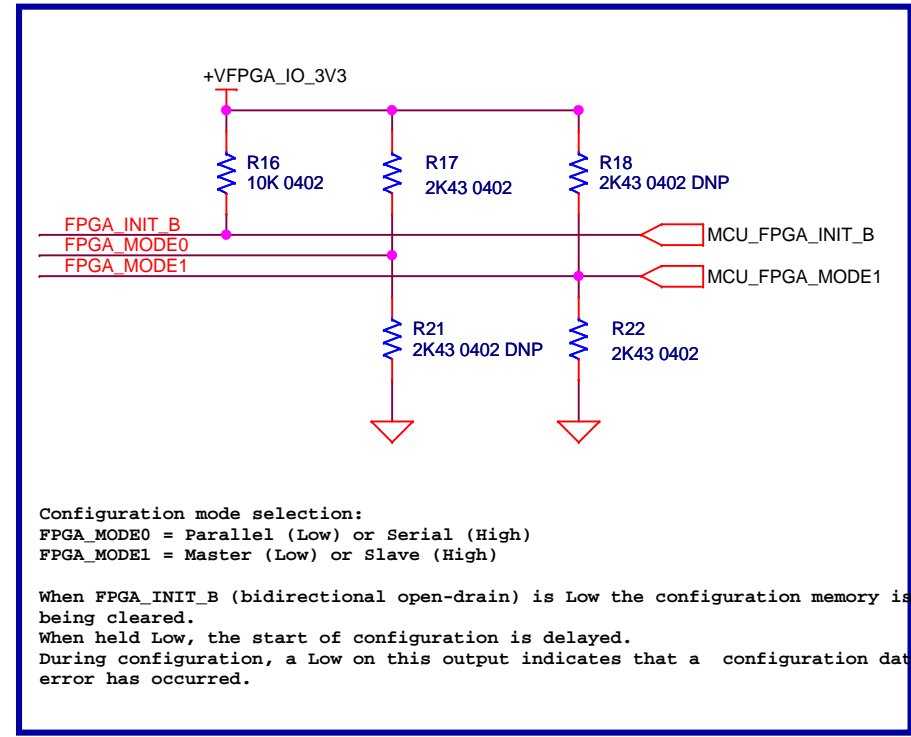 +VFPGA_IO_3V3
R16
10K 0402
R17
2K43 0402
R18
2K43 0402 DNP
FPGA_INIT_B
FPGA_MODE0
FPGA_MODE1
MCU_FPGA_INIT_B
MCU_FPGA_MODE1
R21
2K43 0402 DNP
R22
2K43 0402
Configuration mode selection:
FPGA_MODE0 = Parallel (Low) or Serial (High)
FPGA_MODE1 = Master (Low) or Slave (High)
When FPGA_INIT_B (bidirectional open-drain) is Low the configuration memory is
being cleared.
When held Low, the start of configuration is delayed.
During configuration, a Low on this output indicates that a configuration dat
error has occurred.